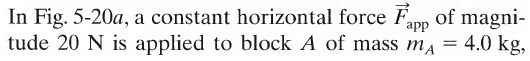 In Fig. 5-20a, a constant horizontal force F⃗app of magni-
tude 20 N is applied to block A of mass mA = 4.0 kg,